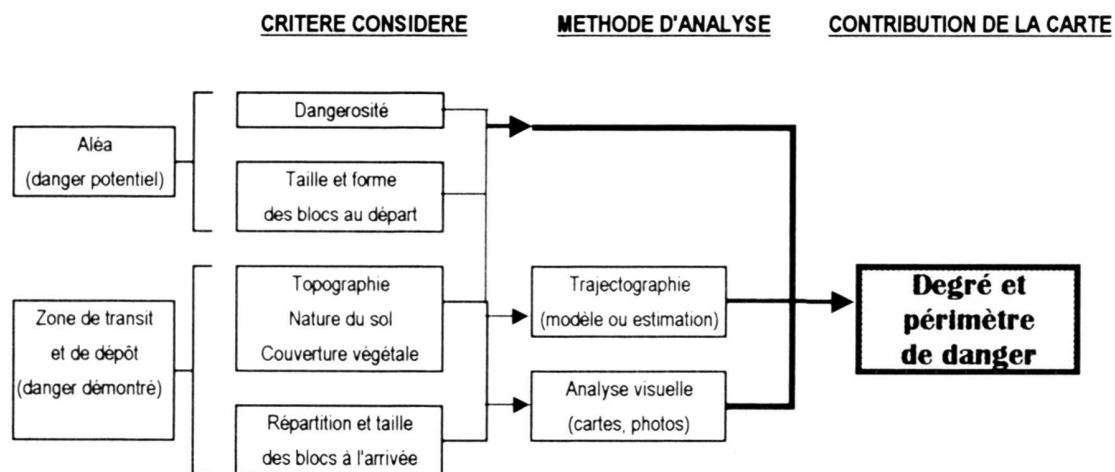 CRITERE CONSIDERE
METHODE D'ANALYSE
CONTRIBUTION DE LA CARTE
Aléa
(danger potentiel)
Dangerosité
Taille et forme
des blocs au départ
Zone de transit
et de dépôt
(danger démontré)
Topographie
Nature du sol
Couverture végétale
Répartition et taille
des blocs à l'arrivée
Trajectographie
(modèle ou estimation)
Analyse visuelle
(cartes, photos)
Degré et
périmètre
de danger